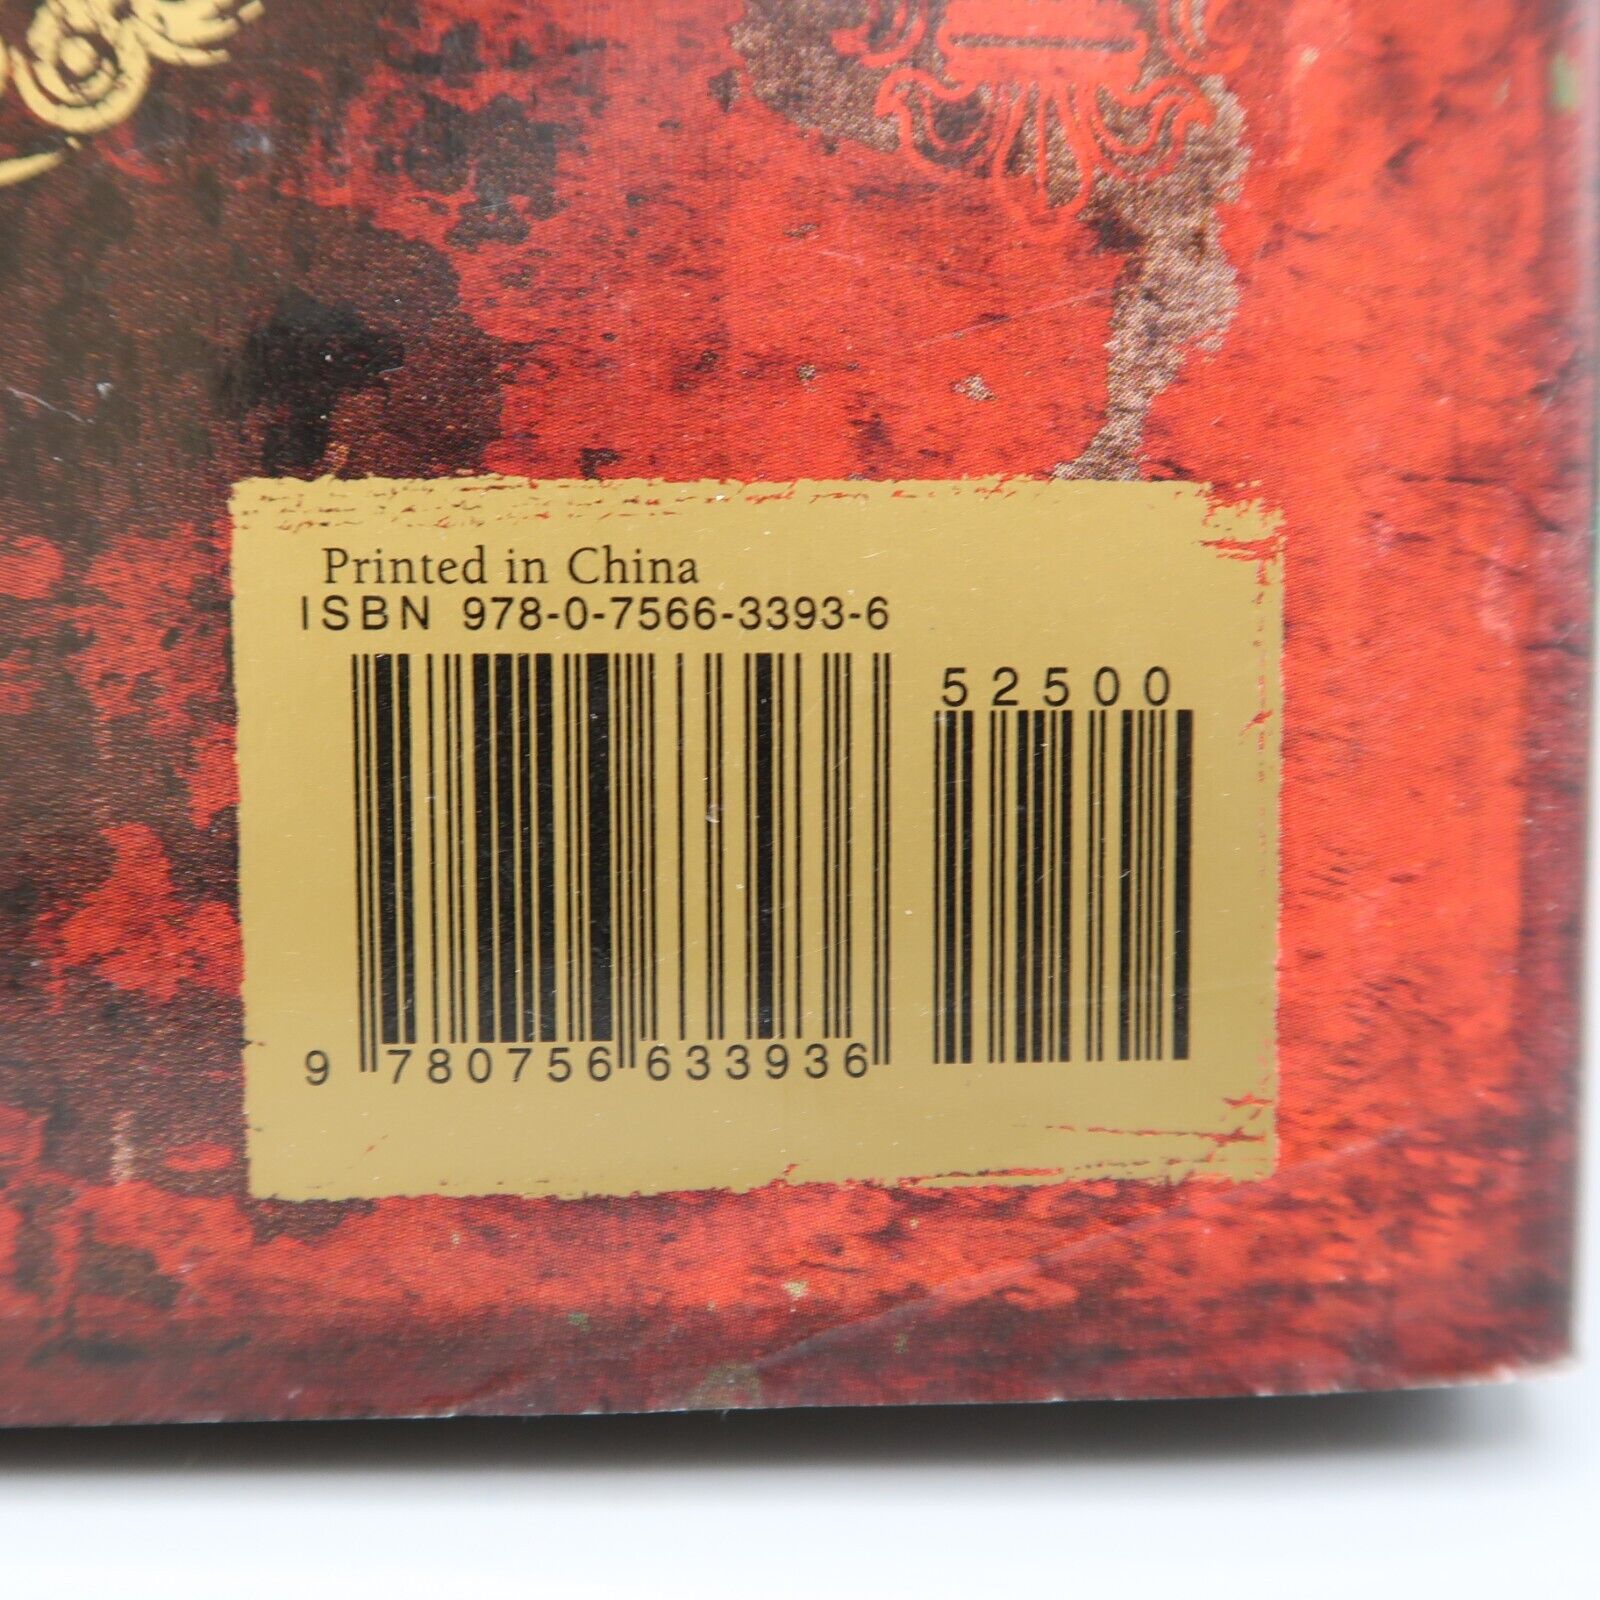 Printed in China
ISBN 978-0-7566-3393-6
52500
9 780756 633936